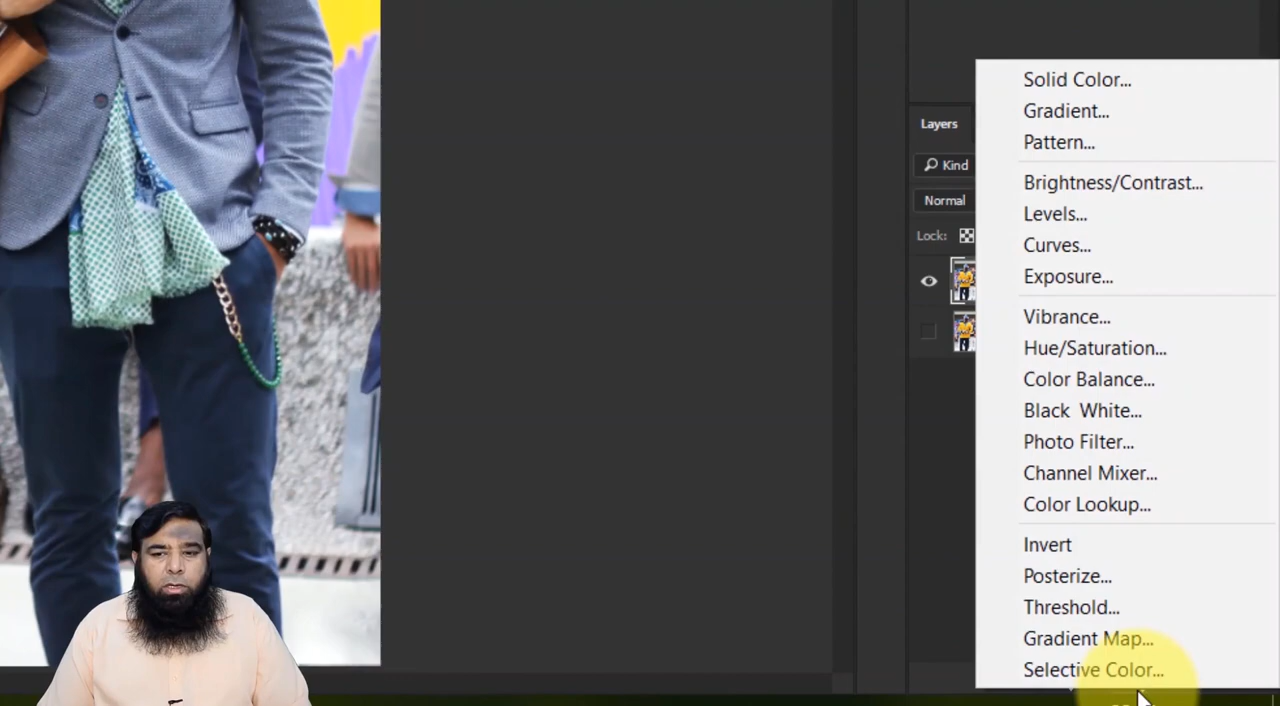 Layers
Kind
Normal
Lock:
Solid Color...
Gradient...
Pattern...
Brightness/Contrast...
Levels...
Curves...
Exposure...
Vibrance...
Hue/Saturation...
Color Balance...
Black  White...
Photo Filter...
Channel Mixer...
Color Lookup...
Invert
Posterize...
Threshold...
Gradient Map...
Selective Color...